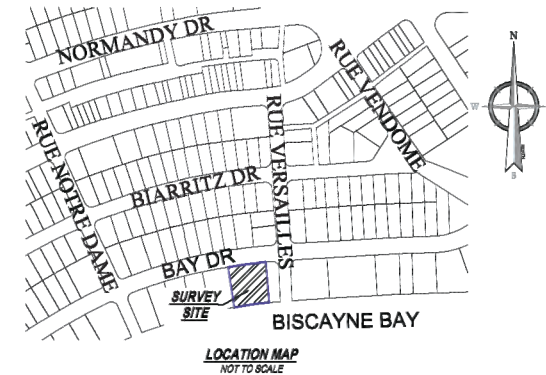 NORMANDY DR
RUE VENDOME
N
W
RUE NOTRE DAME
RUE VERSAILLES
BIARRITZ DR
S
BAY DR
SURVEY
SITE
BISCAYNE BAY
LOCATION MAP
NOT TO SCALE